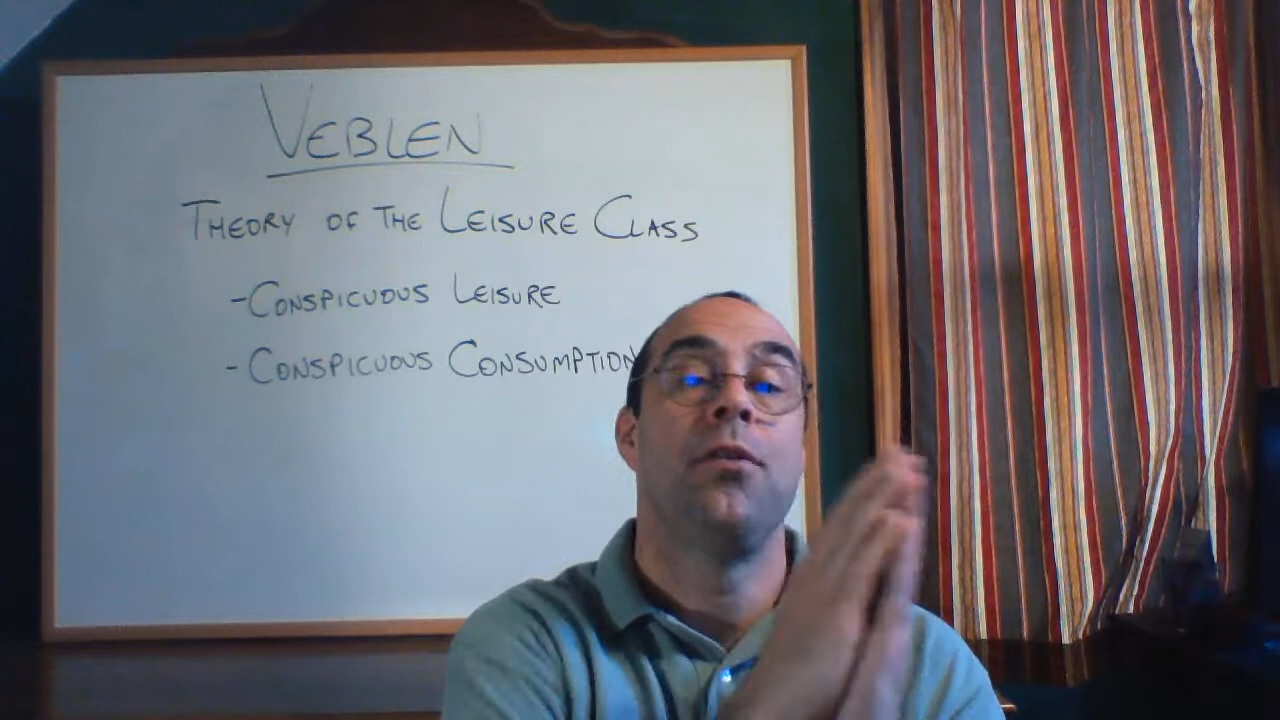 VEBLEN
THEORY OF THE LEISURE CLASS
-CONSPICUOUS LEISURE
-CONSPICUOUS CONSUMPTION